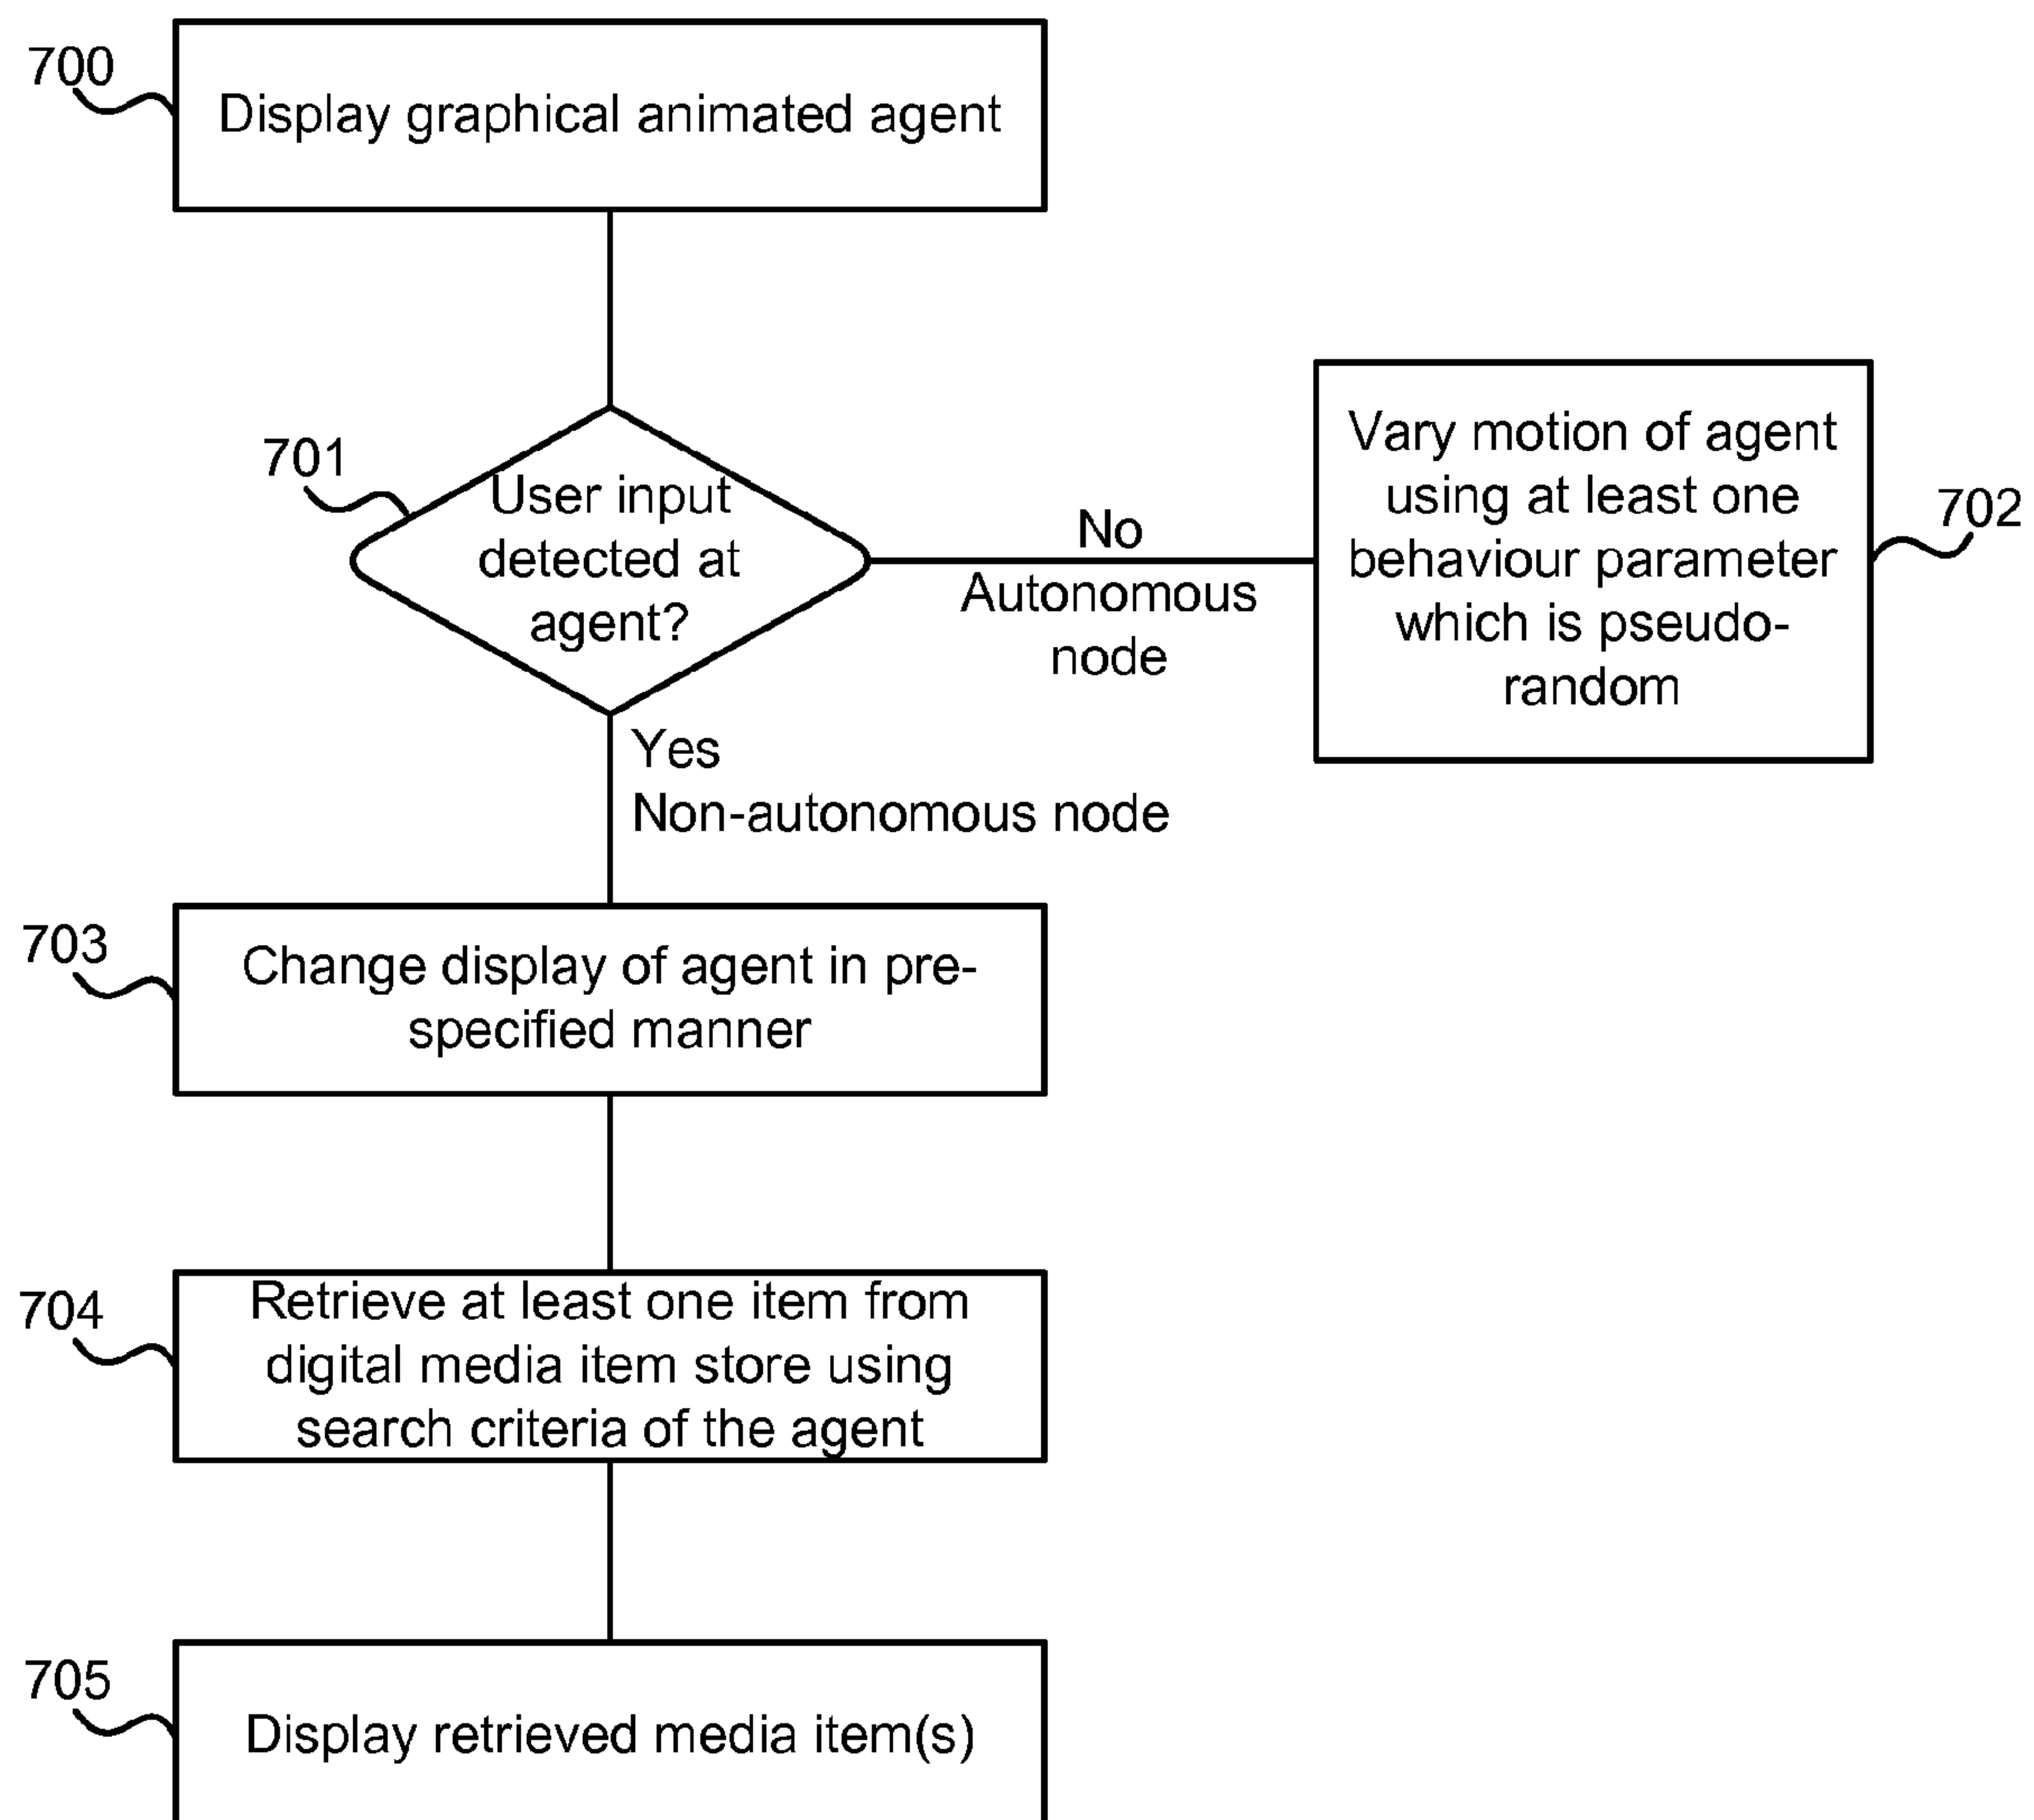 700
Display graphical animated agent
701
User input
detected at
agent?
No
Autonomous
node
Vary motion of agent
using at least one
behaviour parameter
which is pseudo-
random
702
Yes
Non-autonomous node
703
Change display of agent in pre-
specified manner
704
Retrieve at least one item from
digital media item store using
search criteria of the agent
705
Display retrieved media item(s)